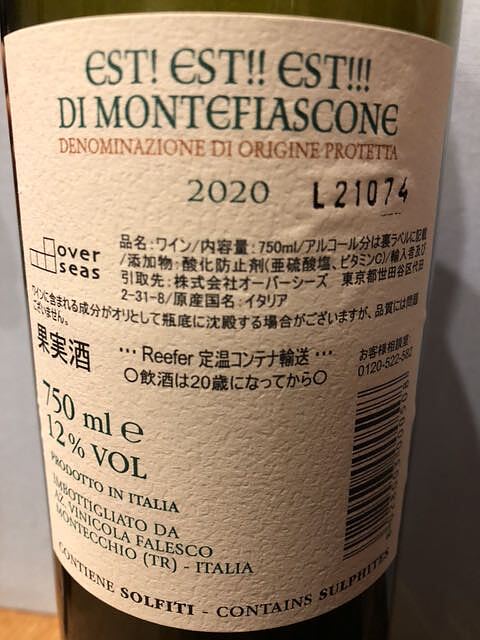 EST! EST!! EST!!!
DI MONTEFIASCONE
DENOMINAZIONE DI ORIGINE PROTETTA
2020 L21074
over
seas
品名:ワイン/内容量:750ml/アルコール分は裏ラベルに記載
/添加物:酸化防止剤(亜硫酸塩、ビタミンC)/輸入者及び
引取先:株式会社オーバーシーズ 東京都世田谷区代田
2-31-8/原産国名:イタリア
ワインに含まれる成分がオリとして瓶底に沈殿する場合がございますが、品質には問題
ございません。
果実酒
… Reefer 定温コンテナ輸送 …
○飲酒は20歳になってから○
お客様相談室
0120-522-582
750 ml e
12% VOL
PRODOTTO IN ITALIA
IMBOTTIGLIATO DA
AZ. VINICOLA FALESCO
MONTECCHIO (TR) - ITALIA
CONTIENE SOLFITI - CONTAINS SULPHITES